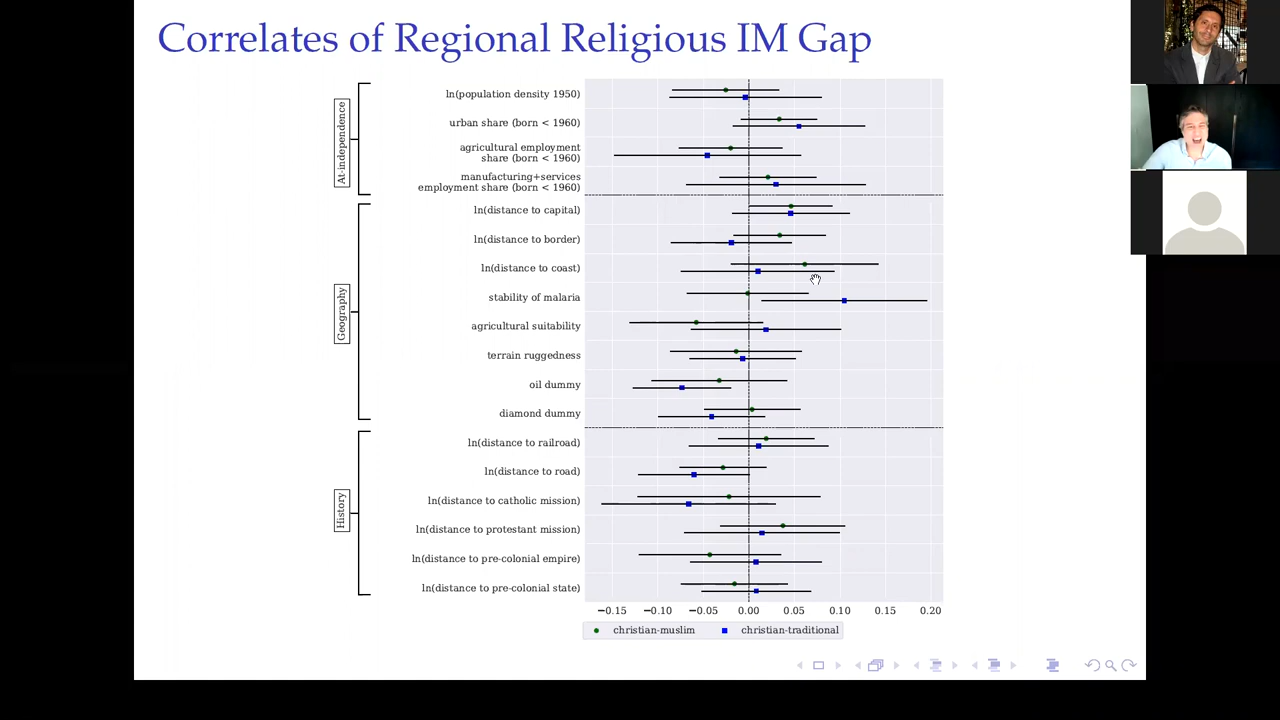 Correlates of Regional Religious IM Gap
At-independence
ln(population density 1950)
urban share (born < 1960)
agricultural employment
share (born < 1960)
manufacturing+services
employment share (born < 1960)
Geography
ln(distance to capital)
ln(distance to border)
ln(distance to coast)
stability of malaria
agricultural suitability
terrain ruggedness
oil dummy
diamond dummy
History
ln(distance to railroad)
ln(distance to road)
ln(distance to catholic mission)
ln(distance to protestant mission)
ln(distance to pre-colonial empire)
ln(distance to pre-colonial state)
−0.15 −0.10 −0.05 0.00 0.05 0.10 0.15 0.20
christian-muslim christian-traditional